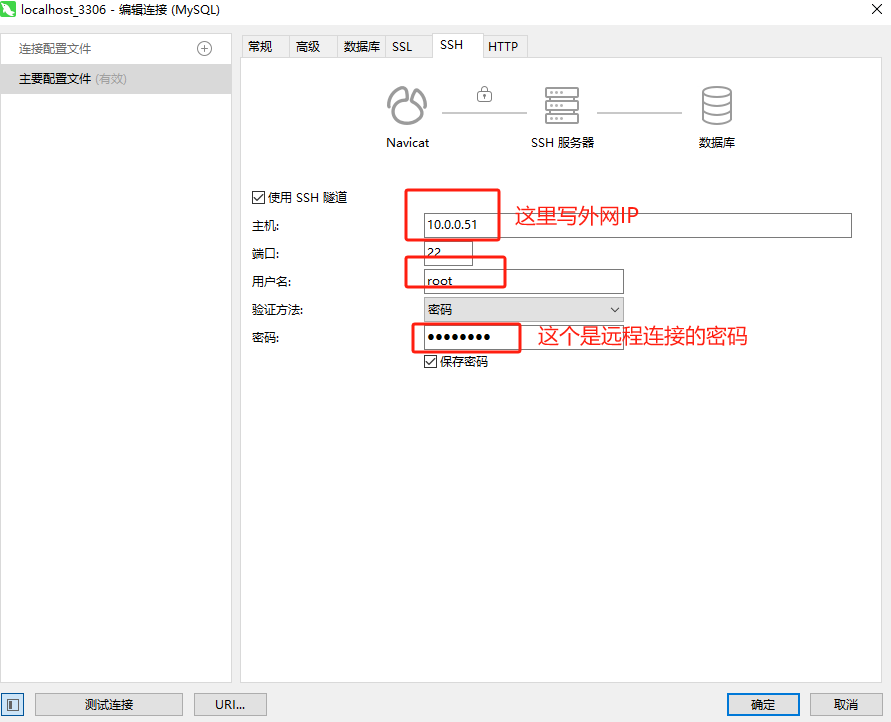 localhost_3306 - 编辑连接 (MySQL)
连接配置文件
主要配置文件 (有效)
常规 高级 数据库 SSL SSH HTTP
Navicat SSH 服务器 数据库
使用 SSH 隧道
主机: 10.0.0.51 这里写外网IP
端口: 22
用户名: root
验证方法: 密码
密码: ●●●●●●●● 这个是远程连接的密码
保存密码
测试连接 URI... 确定 取消